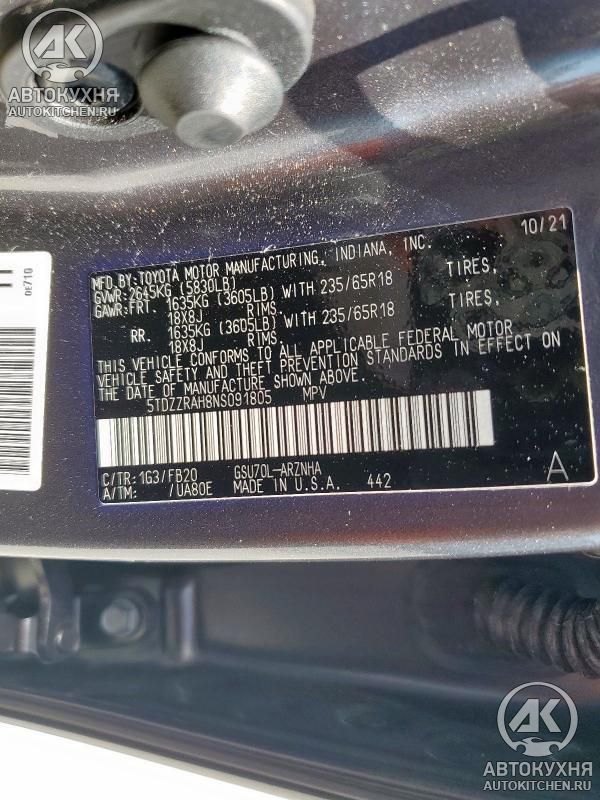 AK
АВТОКУХНЯ
AUTOKITCHEN.RU
0E710
10/21
MFD.BY:TOYOTA MOTOR MANUFACTURING, INDIANA, INC.
GVWR:2645KG (5830LB)
GAWR:FRT. 1635KG (3605LB) WITH 235/65R18 TIRES,
18X8J RIMS.
RR. 1635KG (3605LB) WITH 235/65R18 TIRES,
18X8J RIMS.
THIS VEHICLE CONFORMS TO ALL APPLICABLE FEDERAL MOTOR
VEHICLE SAFETY AND THEFT PREVENTION STANDARDS IN EFFECT ON
THE DATE OF MANUFACTURE SHOWN ABOVE.
5TDZZRAH8NS091805 MPV
C/TR:1G3/FB20 GSU70L-ARZNHA
A/TM: /UA80E MADE IN U.S.A. 442 A
AK
АВТОКУХНЯ
AUTOKITCHEN.RU